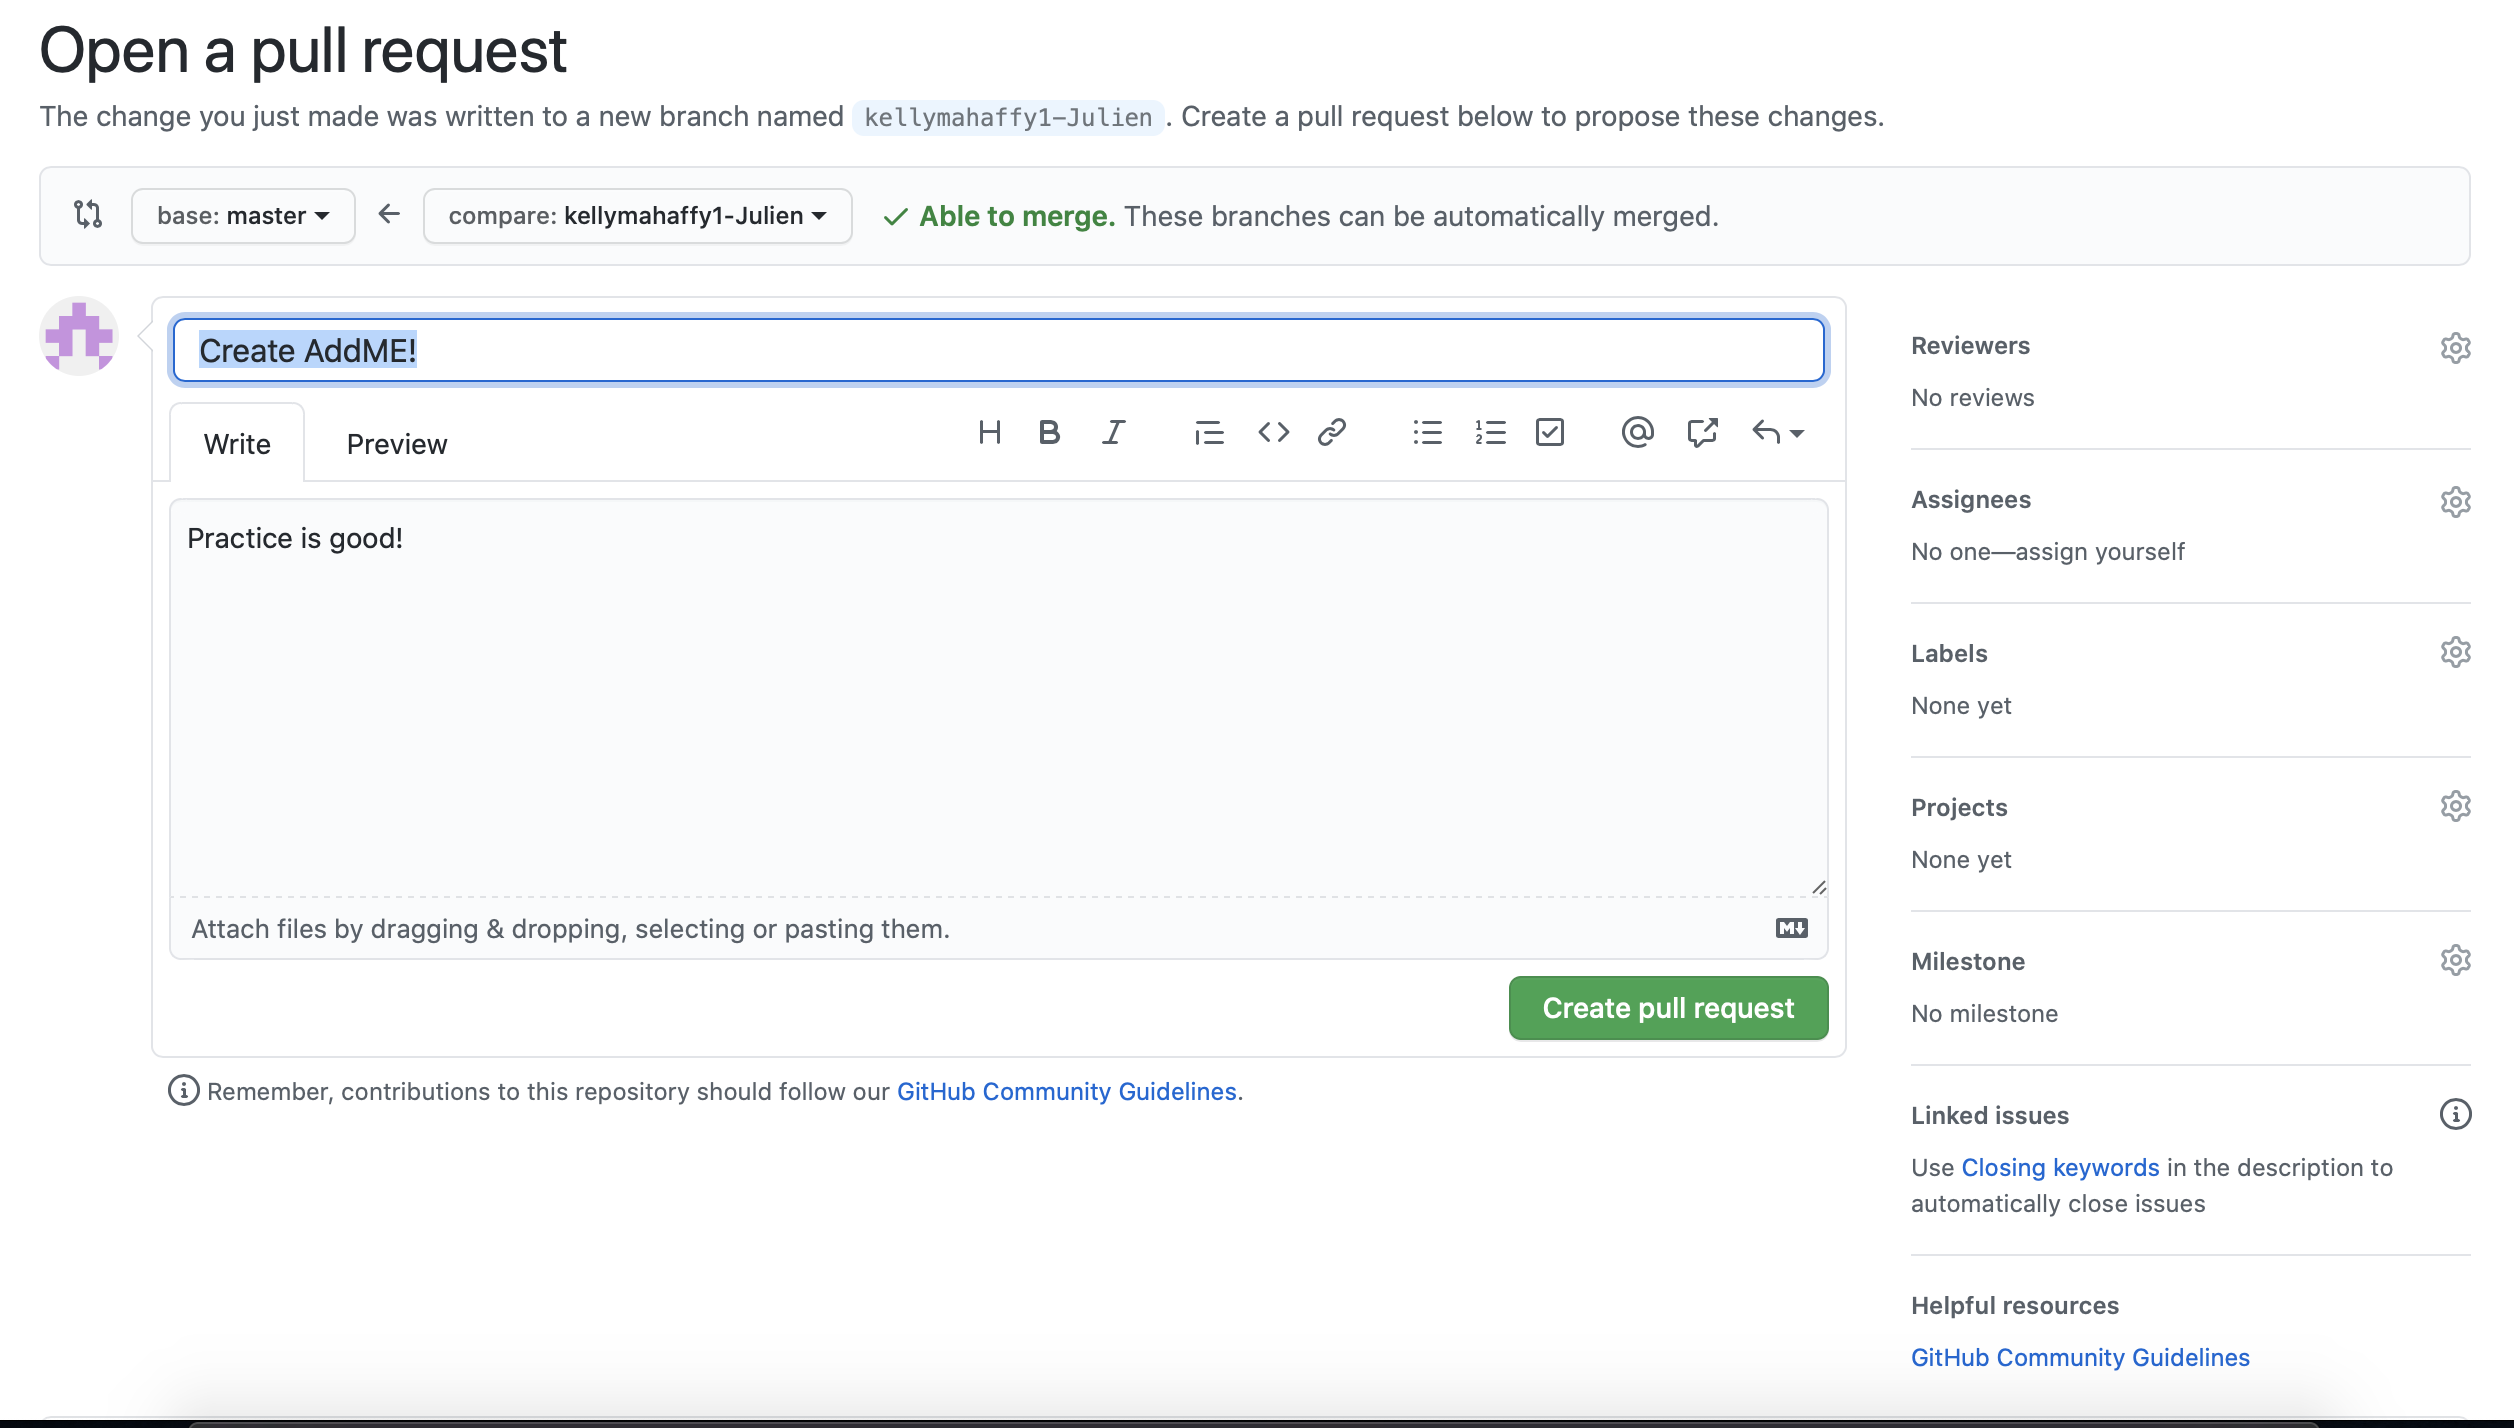 Open a pull request
The change you just made was written to a new branch named kellymahaffy1-Julien . Create a pull request below to propose these changes.
base: master compare: kellymahaffy1-Julien Able to merge. These branches can be automatically merged.
Create AddME!
Write Preview
Practice is good!
Attach files by dragging & dropping, selecting or pasting them.
Create pull request
Remember, contributions to this repository should follow our GitHub Community Guidelines.
Reviewers
No reviews
Assignees
No one—assign yourself
Labels
None yet
Projects
None yet
Milestone
No milestone
Linked issues
Use Closing keywords in the description to
automatically close issues
Helpful resources
GitHub Community Guidelines